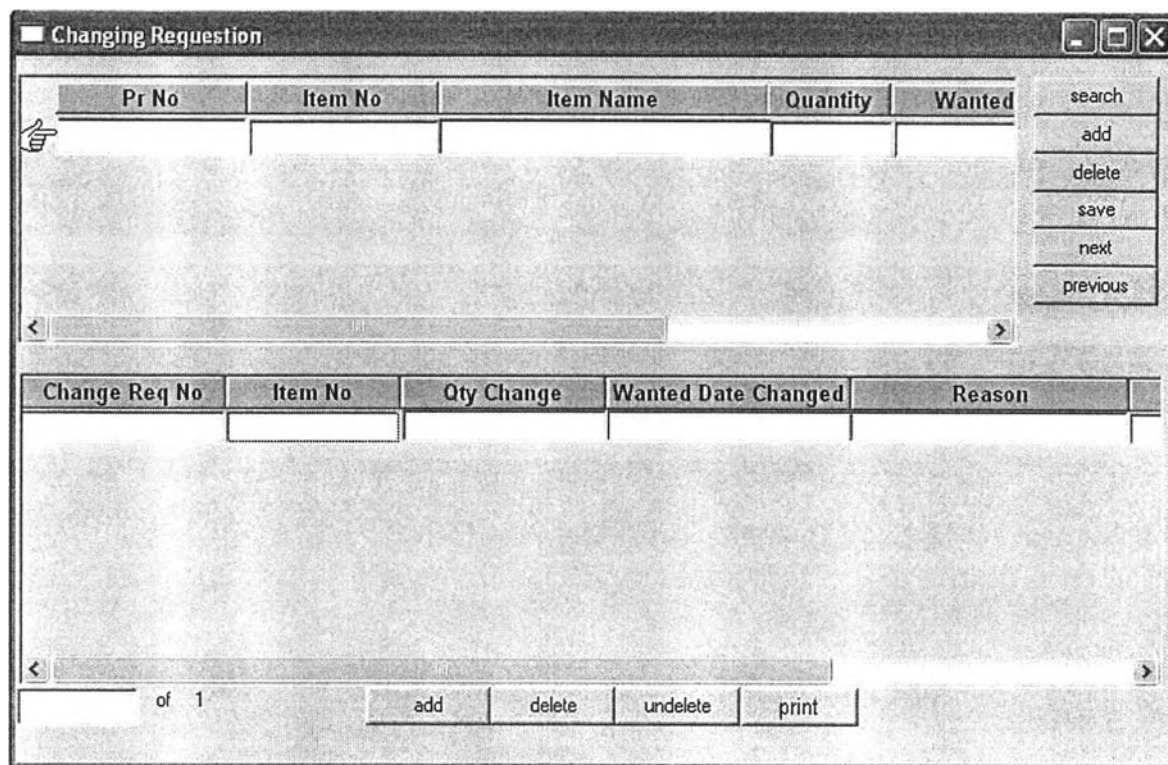 Changing Requestion
Pr No Item No Item Name Quantity Wanted
search
add
delete
save
next
previous
Change Req No Item No Qty Change Wanted Date Changed Reason
of 1
add delete undelete print